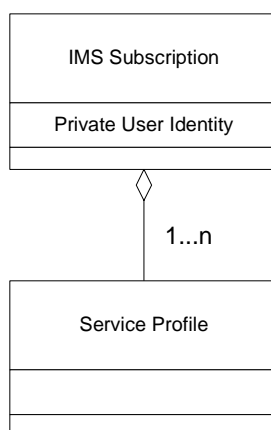 IMS Subscription
Private User Identity
1...n
Service Profile